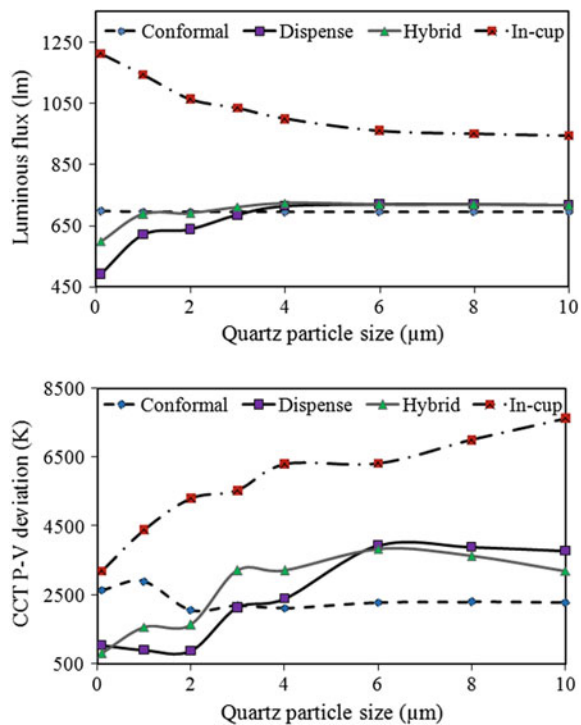 Conformal Dispense Hybrid In-cup
Luminous flux (lm)
1250
1050
850
650
450
0 2 4 6 8 10
Quartz particle size (µm)
Conformal Dispense Hybrid In-cup
CCT P-V deviation (K)
8500
6500
4500
2500
500
0 2 4 6 8 10
Quartz particle size (µm)